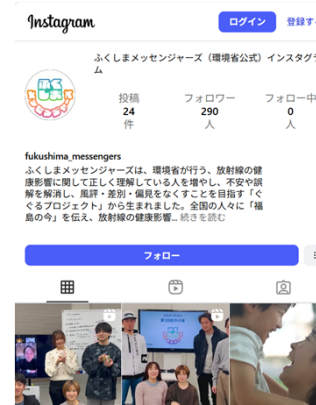 Instagram
ログイン
登録す
ふくしまメッセンジャーズ（環境省公式）インスタグラ
ム
投稿 フォロワー フォロー中
24 290 0
件 人 人
fukushima_messengers
ふくしまメッセンジャーズは、環境省が行う、放射線の健
康影響に関して正しく理解している人を増やし、不安や誤
解を解消し、風評・差別・偏見をなくすことを目指す「ぐ
ぐるプロジェクト」から生まれました。全国の人々に「福
島の今」を伝え、放射線の健康影響... 続きを読む
フォロー